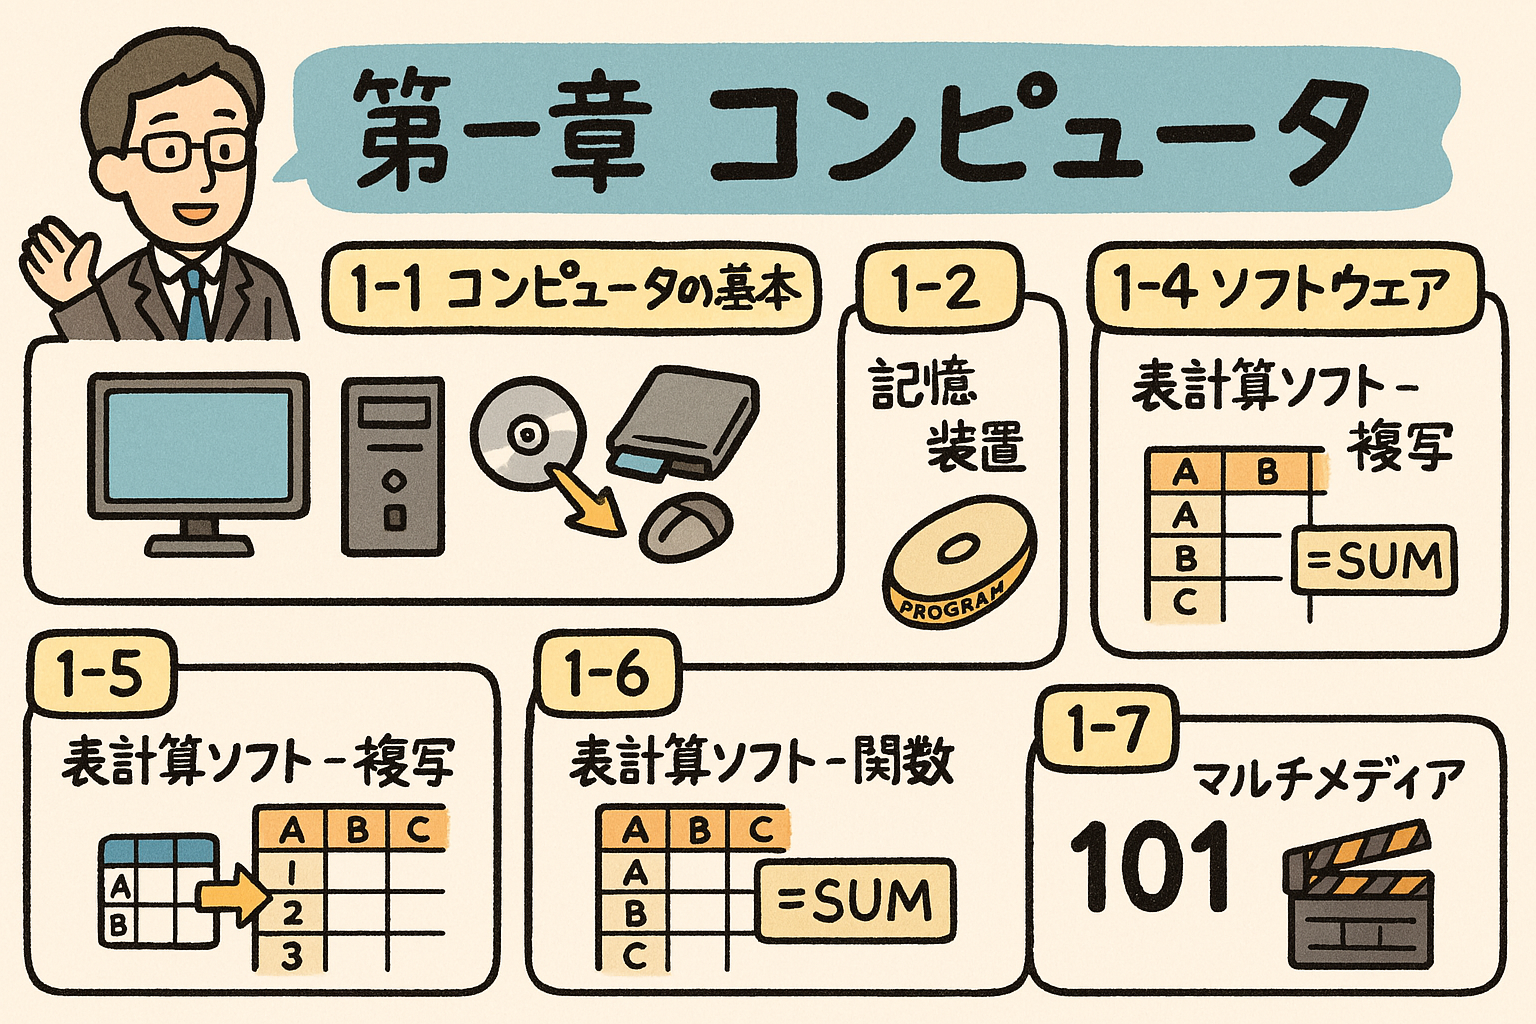 第一章 コンピュータ
1-1 コンピュータの基本
1-2
記憶
装置
PROGRAM
1-4 ソフトウェア
表計算ソフト-
複写
A B
A
B
C
=SUM
1-5
表計算ソフト-複写
A
B
A B C
1
2
3
1-6
表計算ソフト-関数
A B C
A
B
C
=SUM
1-7
マルチメディア
101